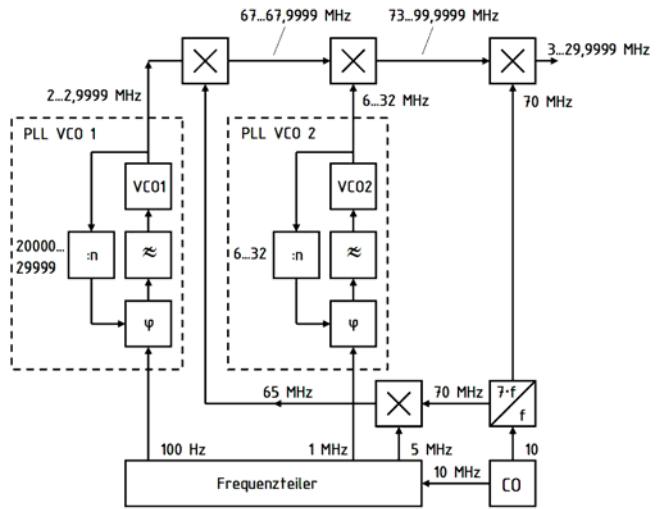 67...67,9999 MHz
73...99,9999 MHz
3...29,9999 MHz
2...2,9999 MHz
6...32 MHz
70 MHz
PLL VCO 1
PLL VCO 2
VCO1
VCO2
20000...
29999
:n
≈
6...32
:n
≈
φ
φ
65 MHz
70 MHz
7·f
f
100 Hz
1 MHz
5 MHz
10
Frequenzteiler
10 MHz
CO